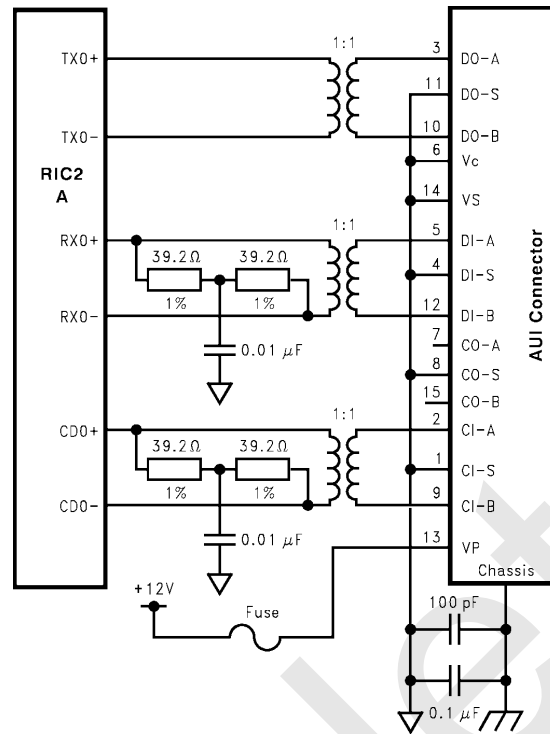 1:1
TX0+
3
DO-A
11
DO-S
TX0-
10
DO-B
6
Vc
RIC2
A
14
VS
1:1
RX0+
5
DI-A
39.2Ω
39.2Ω
4
DI-S
1%
1%
RX0-
12
DI-B
7
CO-A
0.01 µF
8
CO-S
15
CO-B
1:1
CD0+
2
CI-A
39.2Ω
39.2Ω
1
CI-S
1%
1%
CD0-
9
CI-B
0.01 µF
13
VP
AUI Connector
Chassis
+12V
Fuse
100 pF
0.1 µF